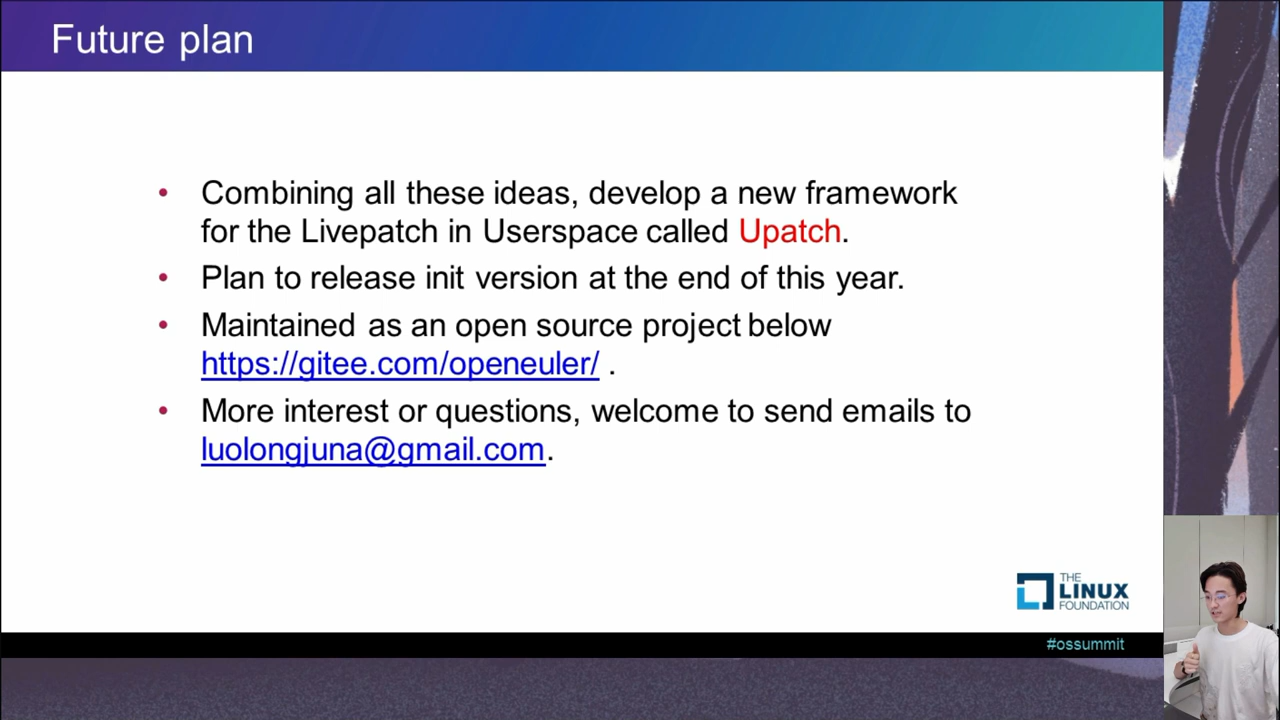 Future plan
• Combining all these ideas, develop a new framework
for the Livepatch in Userspace called Upatch.
• Plan to release init version at the end of this year.
• Maintained as an open source project below
https://gitee.com/openeuler/ .
• More interest or questions, welcome to send emails to
luolongjuna@gmail.com.
THE
LINUX
FOUNDATION
#ossummit